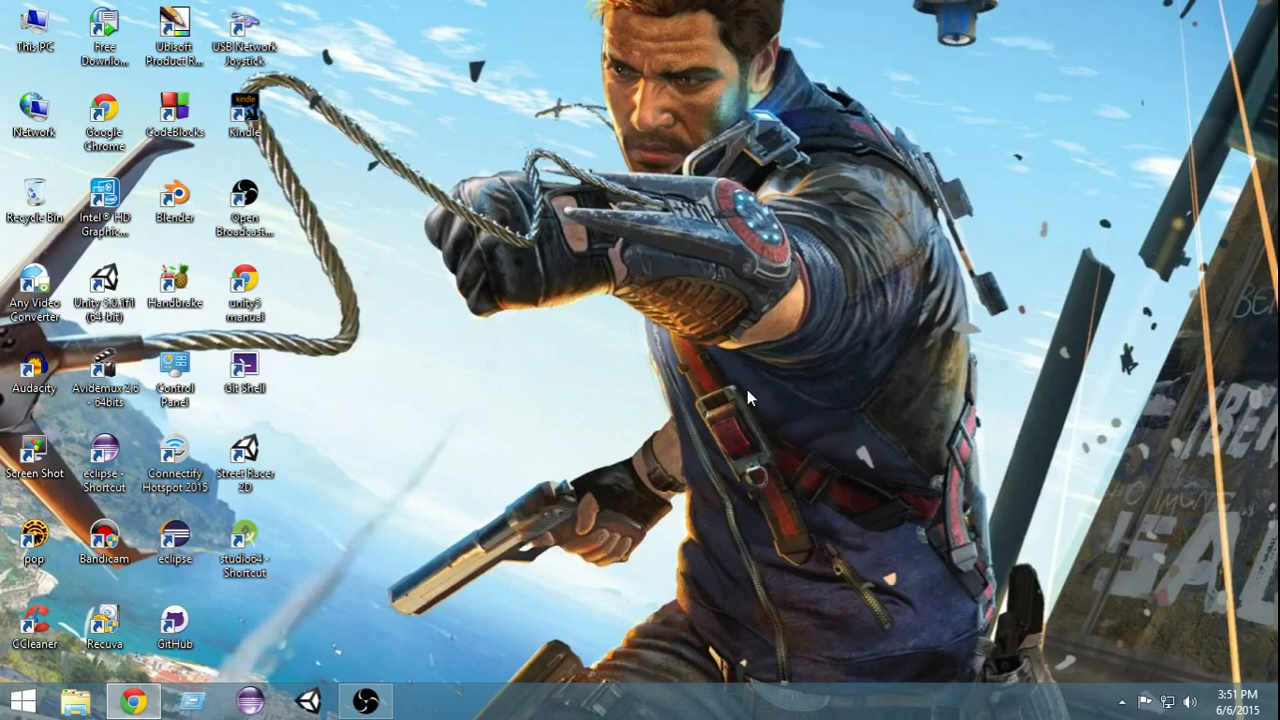 This PC
Free
Downlo...
Ubisoft
Product R...
USB Network
Joystick
Network
Google
Chrome
CodeBlocks
kindle
Kindle
Recycle Bin
Intel® HD
Graphic...
Blender
Open
Broadcast...
Any Video
Converter
Unity 5.0.1f1
(64-bit)
Handbrake
unity5
manual
Audacity
Avidemux 2.6
- 64bits
Control
Panel
Git Shell
Screen Shot
eclipse -
Shortcut
Connectify
Hotspot 2015
Street Racer
2D
ipop
Bandicam
eclipse
studio64 -
Shortcut
CCleaner
Recuva
GitHub
3:51 PM
6/6/2015